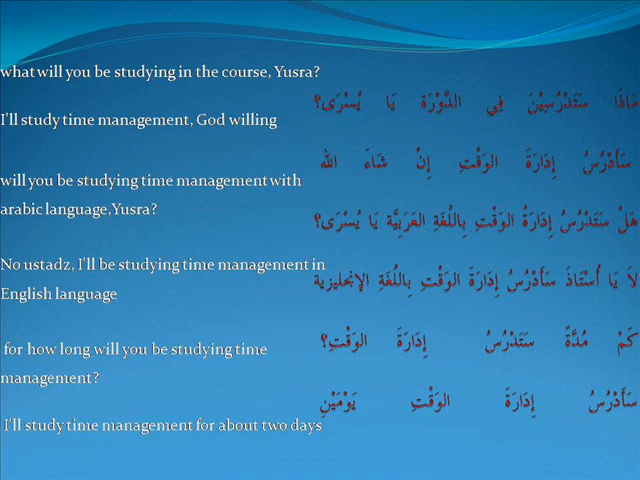 what will you be studying in the course, Yusra?
مَاذَا سَتَدْرُسِيْنَ فِي الدَّوْرَة يَا يُسْرَى؟
I'll study time management, God willing
سَأَدْرُسُ إِدَارَةَ الوَقْتِ إِنْ شَاءَ الله
will you be studying time management with
arabic language,Yusra?
هَلْ سَتَدْرُسُ إِدَارَةُ الوَقْتِ بِاللُغَةِ العَرَبِيَّة يَا يُسْرَى؟
No ustadz, I'll be studying time management in
English language
لاَ يَا أُسْتَاذَ سَأَدْرُسُ إِدَارَةَ الوَقْتِ بِاللُغَةِ الإنجليزية
for how long will you be studying time
management?
كَمْ مُدَّةً سَتَدْرُسُ إِدَارَةَ الوَقْتِ؟
I'll study time management for about two days
سَأَدْرُسُ إِدَارَةَ الوَقْتِ يَوْمَيْنِ